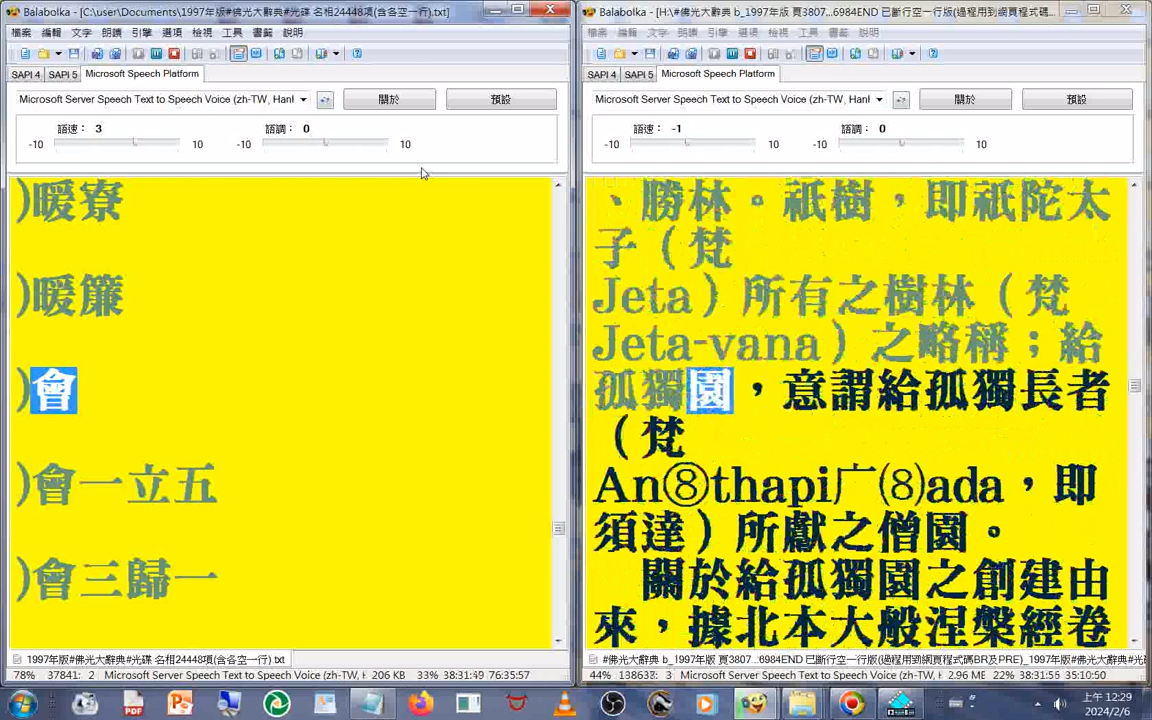 Balabolka - [C:\user\Documents\1997年版#佛光大辭典#光碟 名相24448項(含各空一行).txt]
檔案 編輯 文字 朗讀 引擎 選項 檢視 工具 書籤 說明
SAPI 4 SAPI 5 Microsoft Speech Platform
Microsoft Server Speech Text to Speech Voice (zh-TW, Hanl
關於 預設
語速： 3 語調： 0
-10 10 -10 10
)暖寮
)暖簾
)會
)會一立五
)會三歸一
1997年版#佛光大辭典#光碟 名相24448項(含各空一行).txt
78% 37841: 2 Microsoft Server Speech Text to Speech Voice (zh-TW, H 206 KB 33% 38:31:49 76:35:57
Balabolka - [H:\#佛光大辭典 b_1997年版 頁3807...6984END 已斷行空一行版(過程用到網頁程式碼...
檔案 編輯 文字 朗讀 引擎 選項 檢視 工具 書籤 說明
SAPI 4 SAPI 5 Microsoft Speech Platform
Microsoft Server Speech Text to Speech Voice (zh-TW, Hanl
關於 預設
語速： -1 語調： 0
-10 10 -10 10
、勝林。祇樹，即祇陀太
子（梵
Jeta）所有之樹林（梵
Jeta-vana）之略稱；給
孤獨園，意謂給孤獨長者
（梵
An⑧thapi广⑻ada，即
須達）所獻之僧園。
關於給孤獨園之創建由
來，據北本大般涅槃經卷
#佛光大辭典 b_1997年版 頁3807...6984END 已斷行空一行版(過程用到網頁程式碼BR及PRE)_1997年版#佛光
44% 138637: 3 Microsoft Server Speech Text to Speech Voice (zh-TW, H 2.96 MB 22% 38:31:55 35:10:50
上午 12:29
2024/2/6